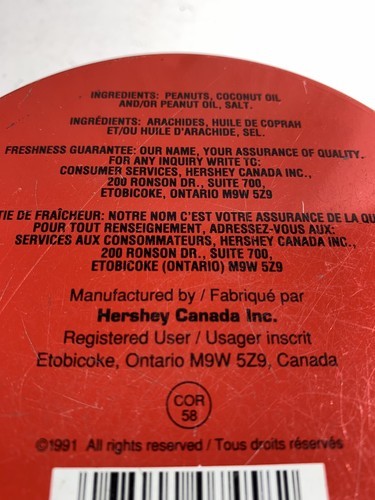 INGREDIENTS: PEANUTS, COCONUT OIL
AND/OR PEANUT OIL, SALT.
INGRÉDIENTS: ARACHIDES, HUILE DE COPRAH
ET/OU HUILE D'ARACHIDE, SEL.
FRESHNESS GUARANTEE: OUR NAME, YOUR ASSURANCE OF QUALITY.
FOR ANY INQUIRY WRITE TO:
CONSUMER SERVICES, HERSHEY CANADA INC.,
200 RONSON DR., SUITE 700,
ETOBICOKE, ONTARIO M9W 5Z9
TIE DE FRAÎCHEUR: NOTRE NOM C'EST VOTRE ASSURANCE DE LA QU
POUR TOUT RENSEIGNEMENT, ADRESSEZ-VOUS AUX:
SERVICES AUX CONSOMMATEURS, HERSHEY CANADA INC.,
200 RONSON DR., SUITE 700,
ETOBICOKE (ONTARIO) M9W 5Z9
Manufactured by / Fabriqué par
Hershey Canada Inc.
Registered User / Usager inscrit
Etobicoke, Ontario M9W 5Z9, Canada
COR
58
©1991 All rights reserved / Tous droits réservés